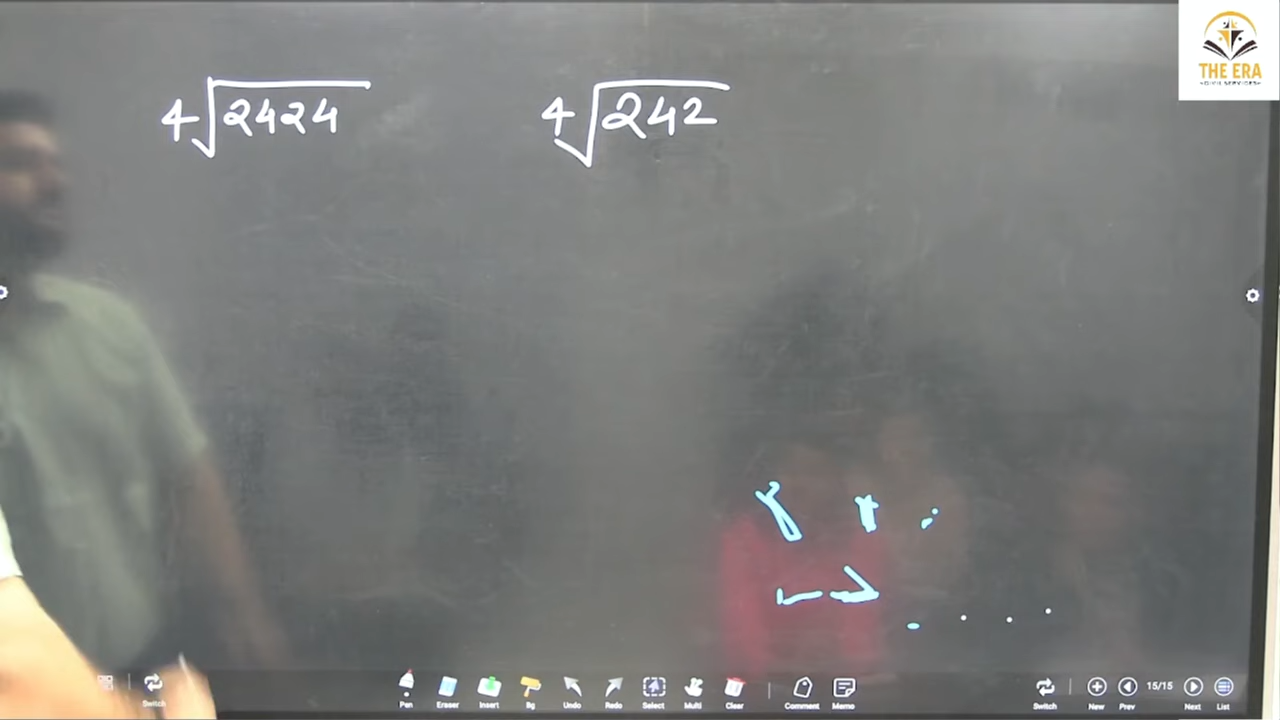 4√2424 4√242
THE ERA
Switch Pen Eraser Insert Bg Undo Redo Select Multi Clear Comment Memo Switch New Prev 15/15 Next List